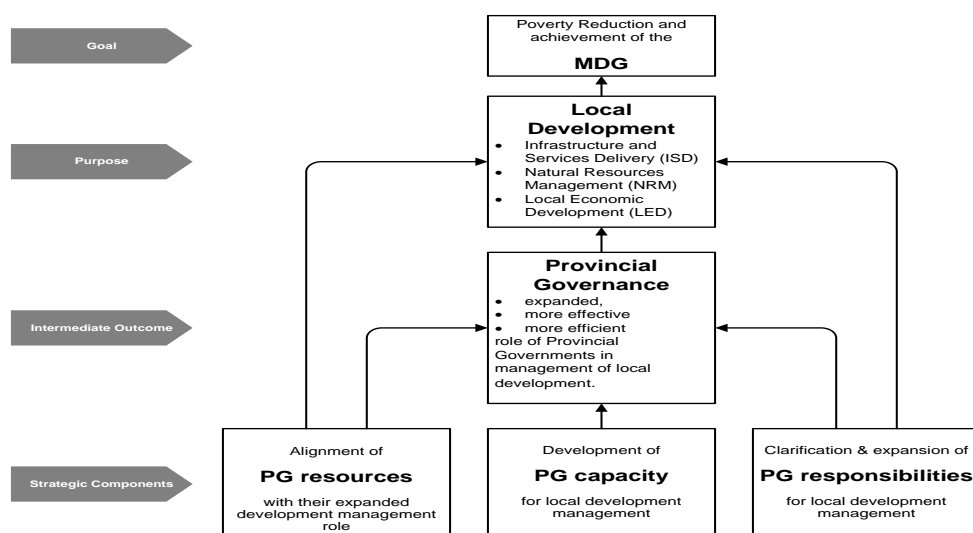 Goal
Poverty Reduction and
achievement of the
MDG
Purpose
Local
Development
• Infrastructure and
Services Delivery (ISD)
• Natural Resources
Management (NRM)
• Local Economic
Development (LED)
Intermediate Outcome
Provincial
Governance
• expanded,
• more effective
• more efficient
role of Provincial
Governments in
management of local
development.
Strategic Components
Alignment of
PG resources
with their expanded
development management
role
Development of
PG capacity
for local development
management
Clarification & expansion of
PG responsibilities
for local development
management